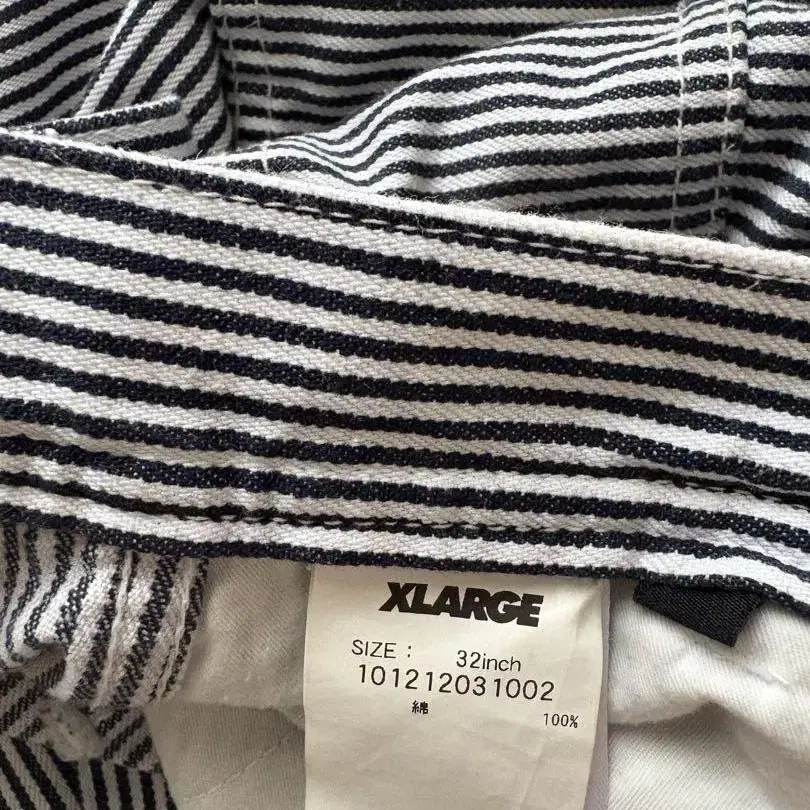 XLARGE
SIZE : 32inch
101212031002
綿 100%